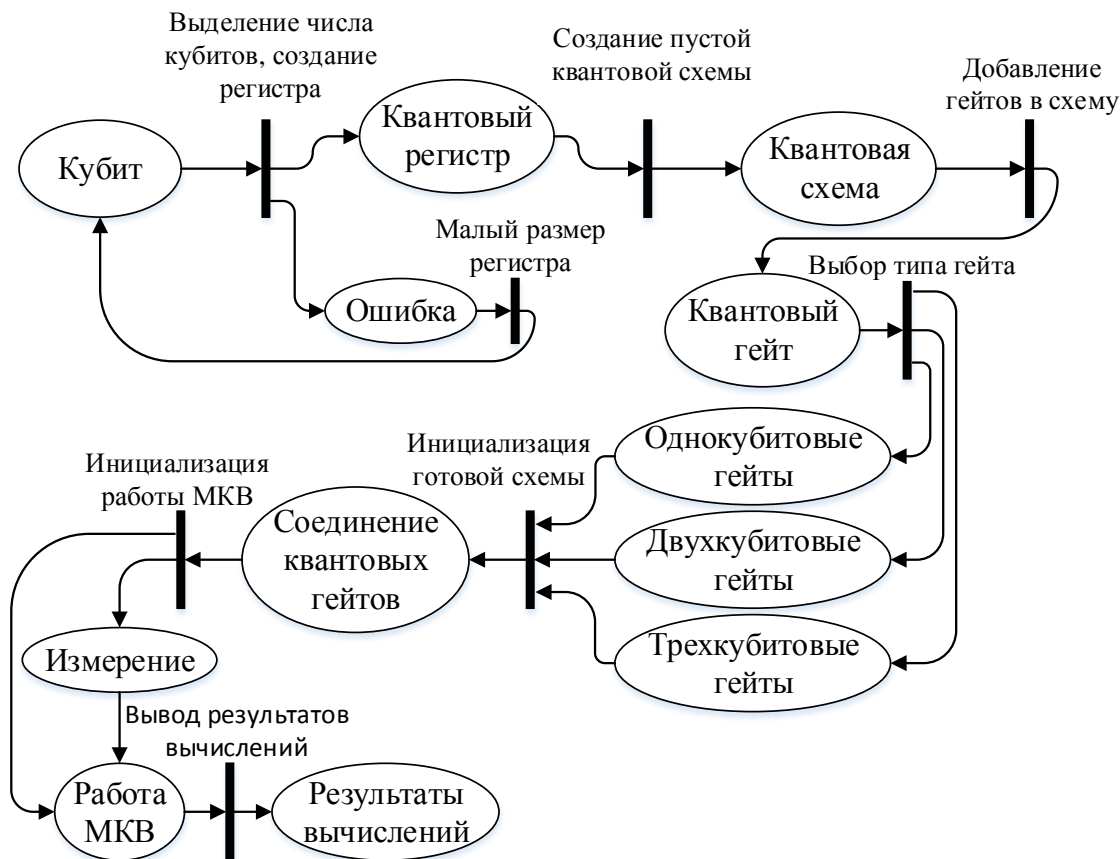 Выделение числа
кубитов, создание
регистра
Создание пустой
квантовой схемы
Добавление
гейтов в схему
Кубит
Квантовый
регистр
Квантовая
схема
Малый размер
регистра
Ошибка
Выбор типа гейта
Квантовый
гейт
Однокубитовые
гейты
Инициализация
готовой схемы
Инициализация
работы МКВ
Соединение
квантовых
гейтов
Двухкубитовые
гейты
Трехкубитовые
гейты
Измерение
Вывод результатов
вычислений
Работа
МКВ
Результаты
вычислений